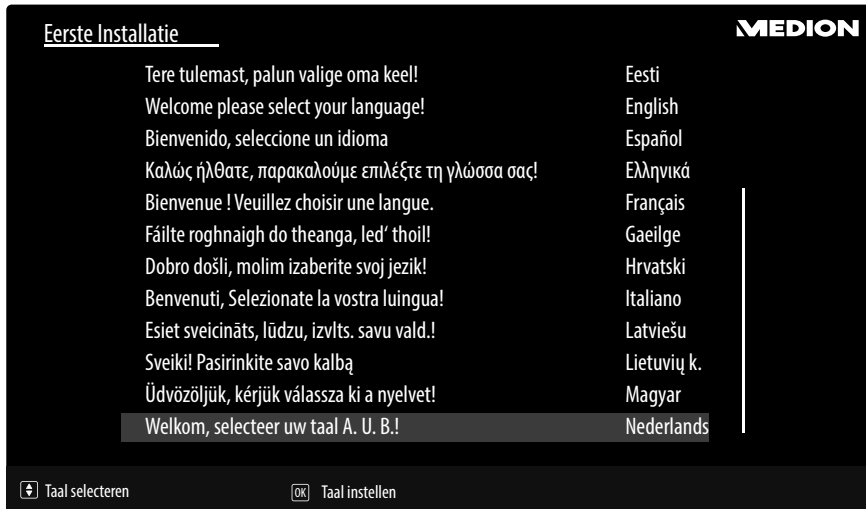 Eerste Installatie
MEDION
Tere tulemast, palun valige oma keel! Eesti
Welcome please select your language! English
Bienvenido, seleccione un idioma Español
Καλώς ήλθατε, παρακαλούμε επιλέξτε τη γλώσσα σας! Ελληνικά
Bienvenue ! Veuillez choisir une langue. Français
Fáilte roghnaigh do theanga, led‘ thoil! Gaeilge
Dobro došli, molim izaberite svoj jezik! Hrvatski
Benvenuti, Selezionate la vostra luingua! Italiano
Esiet sveicināts, lūdzu, izvlts. savu vald.! Latviešu
Sveiki! Pasirinkite savo kalbą Lietuvių k.
Üdvözöljük, kérjük válassza ki a nyelvet! Magyar
Welkom, selecteer uw taal A. U. B.! Nederlands
Taal selecteren OK Taal instellen